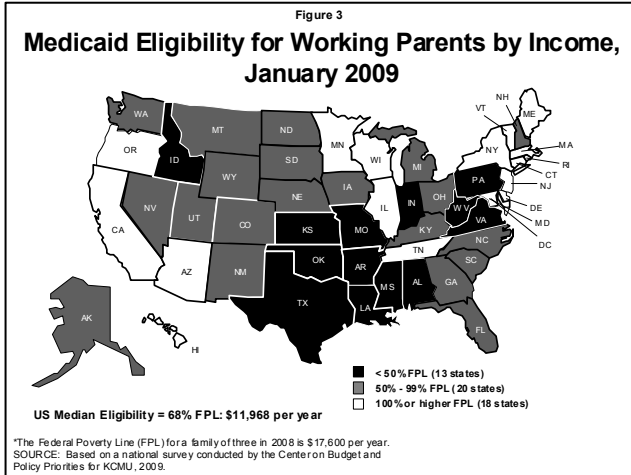 Figure 3
Medicaid Eligibility for Working Parents by Income,
January 2009
NH
VT
ME
WA
MT
ND
MN
OR
ID
SD
WI
MI
NY
MA
RI
CT
WY
IA
PA
NJ
NE
NV
UT
CO
IL
IN
OH
WV
VA
DE
MD
DC
CA
KS
MO
KY
NC
TN
AZ
NM
OK
AR
SC
MS
AL
GA
TX
LA
AK
FL
HI
< 50% FPL (13 states)
50% - 99% FPL (20 states)
100% or higher FPL (18 states)
US Median Eligibility = 68% FPL: $11,968 per year
*The Federal Poverty Line (FPL) for a family of three in 2008 is $17,600 per year.
SOURCE: Based on a national survey conducted by the Center on Budget and
Policy Priorities for KCMU, 2009.